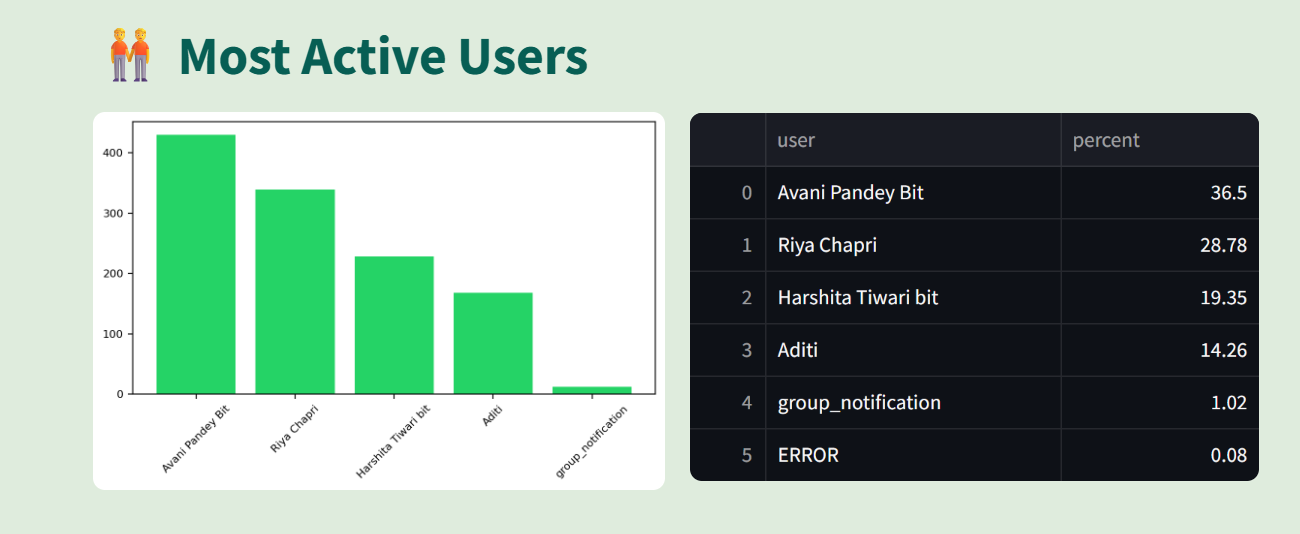 Most Active Users
400
300
200
100
0
Avani Pandey Bit
Riya Chapri
Harshita Tiwari bit
Aditi
group_notification
user percent
0 Avani Pandey Bit 36.5
1 Riya Chapri 28.78
2 Harshita Tiwari bit 19.35
3 Aditi 14.26
4 group_notification 1.02
5 ERROR 0.08